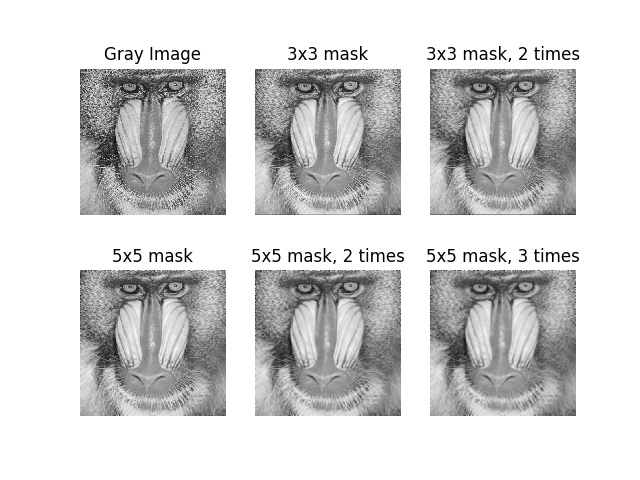 Gray Image
3x3 mask
3x3 mask, 2 times
5x5 mask
5x5 mask, 2 times
5x5 mask, 3 times